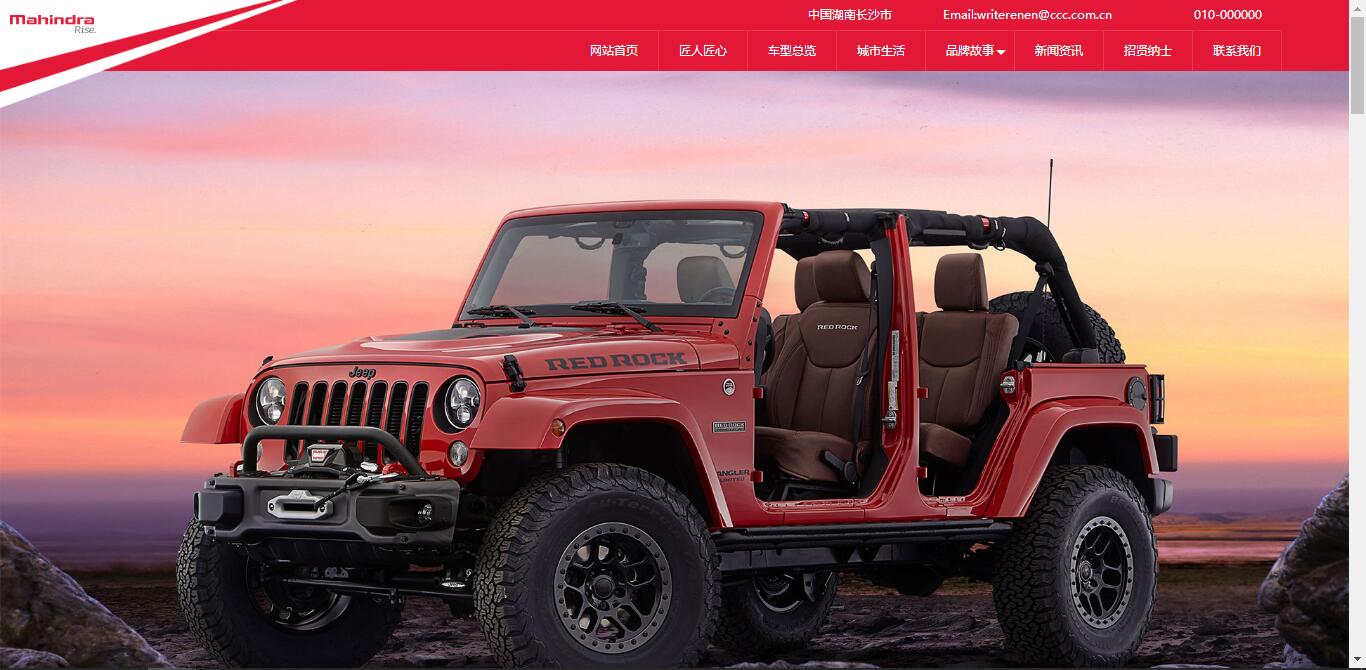 Mahindra
Rise.
中国湖南长沙市 Email:writerenen@ccc.com.cn 010-000000
网站首页 匠人匠心 车型总览 城市生活 品牌故事 新闻资讯 招贤纳士 联系我们
RED ROCK
RED ROCK
Jeep
WARN